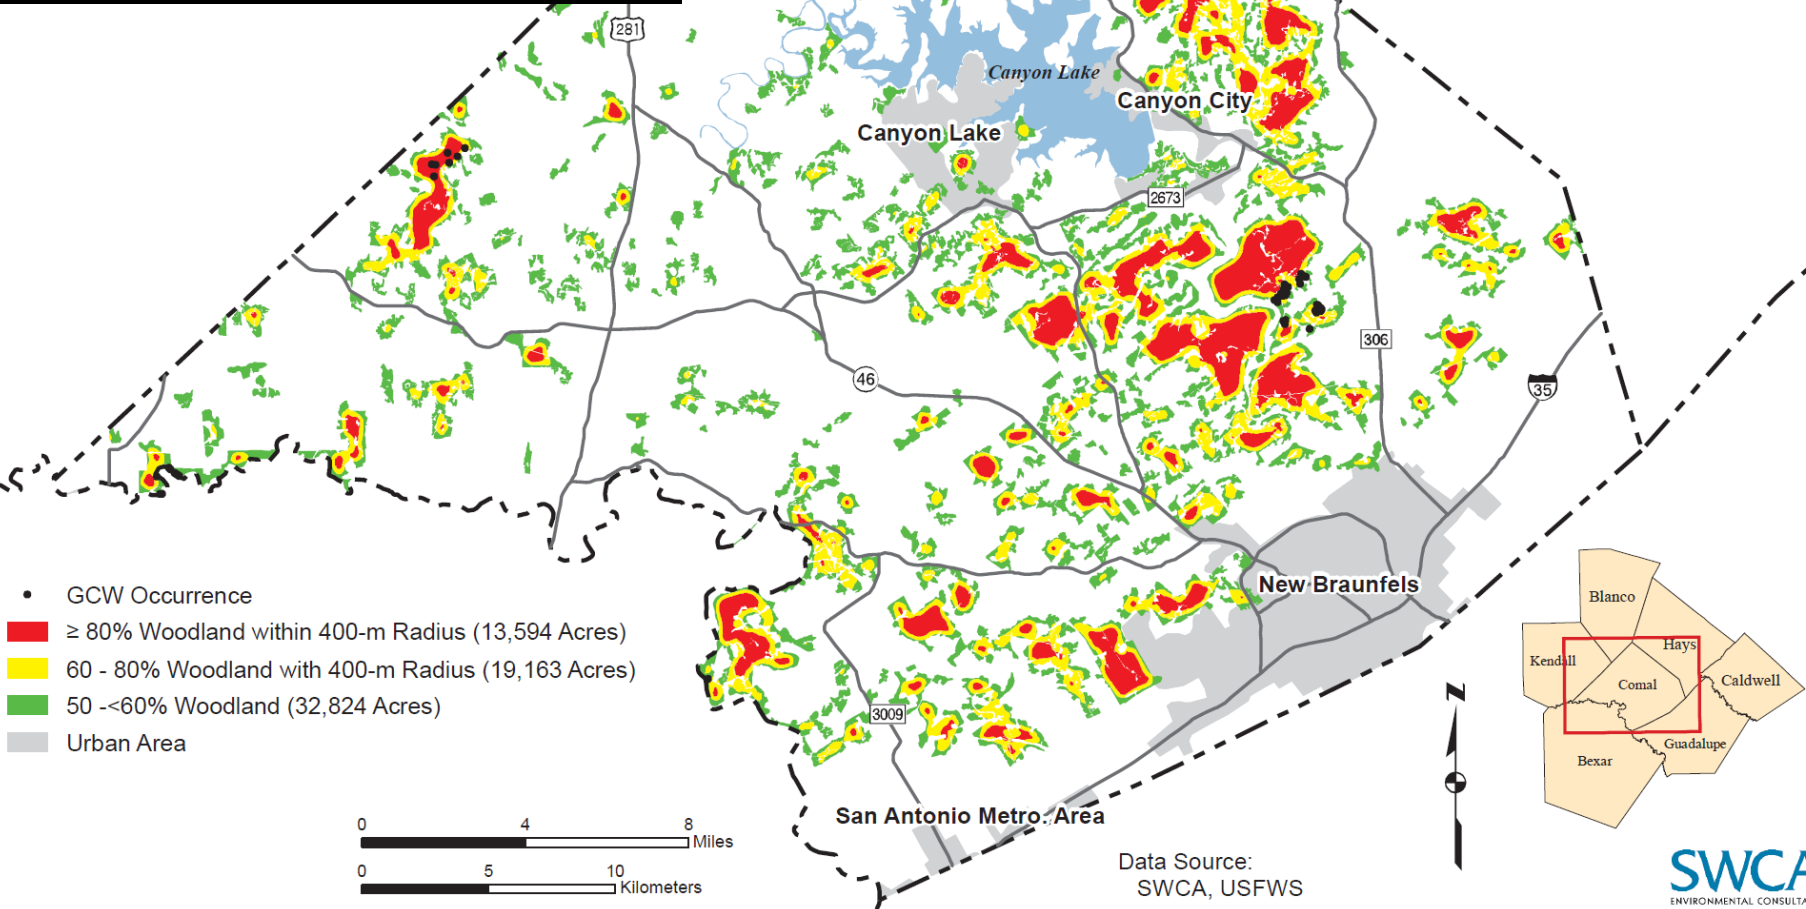 281
Canyon Lake
Canyon City
Canyon Lake
2673
306
46
35
GCW Occurrence
≥ 80% Woodland within 400-m Radius (13,594 Acres)
60 - 80% Woodland with 400-m Radius (19,163 Acres)
50 -<60% Woodland (32,824 Acres)
Urban Area
New Braunfels
3009
San Antonio Metro. Area
0 4 8
Miles
0 5 10
Kilometers
Data Source:
SWCA, USFWS
N
Blanco
Hays
Kendall
Comal
Caldwell
Guadalupe
Bexar
SWCA
ENVIRONMENTAL CONSULTA